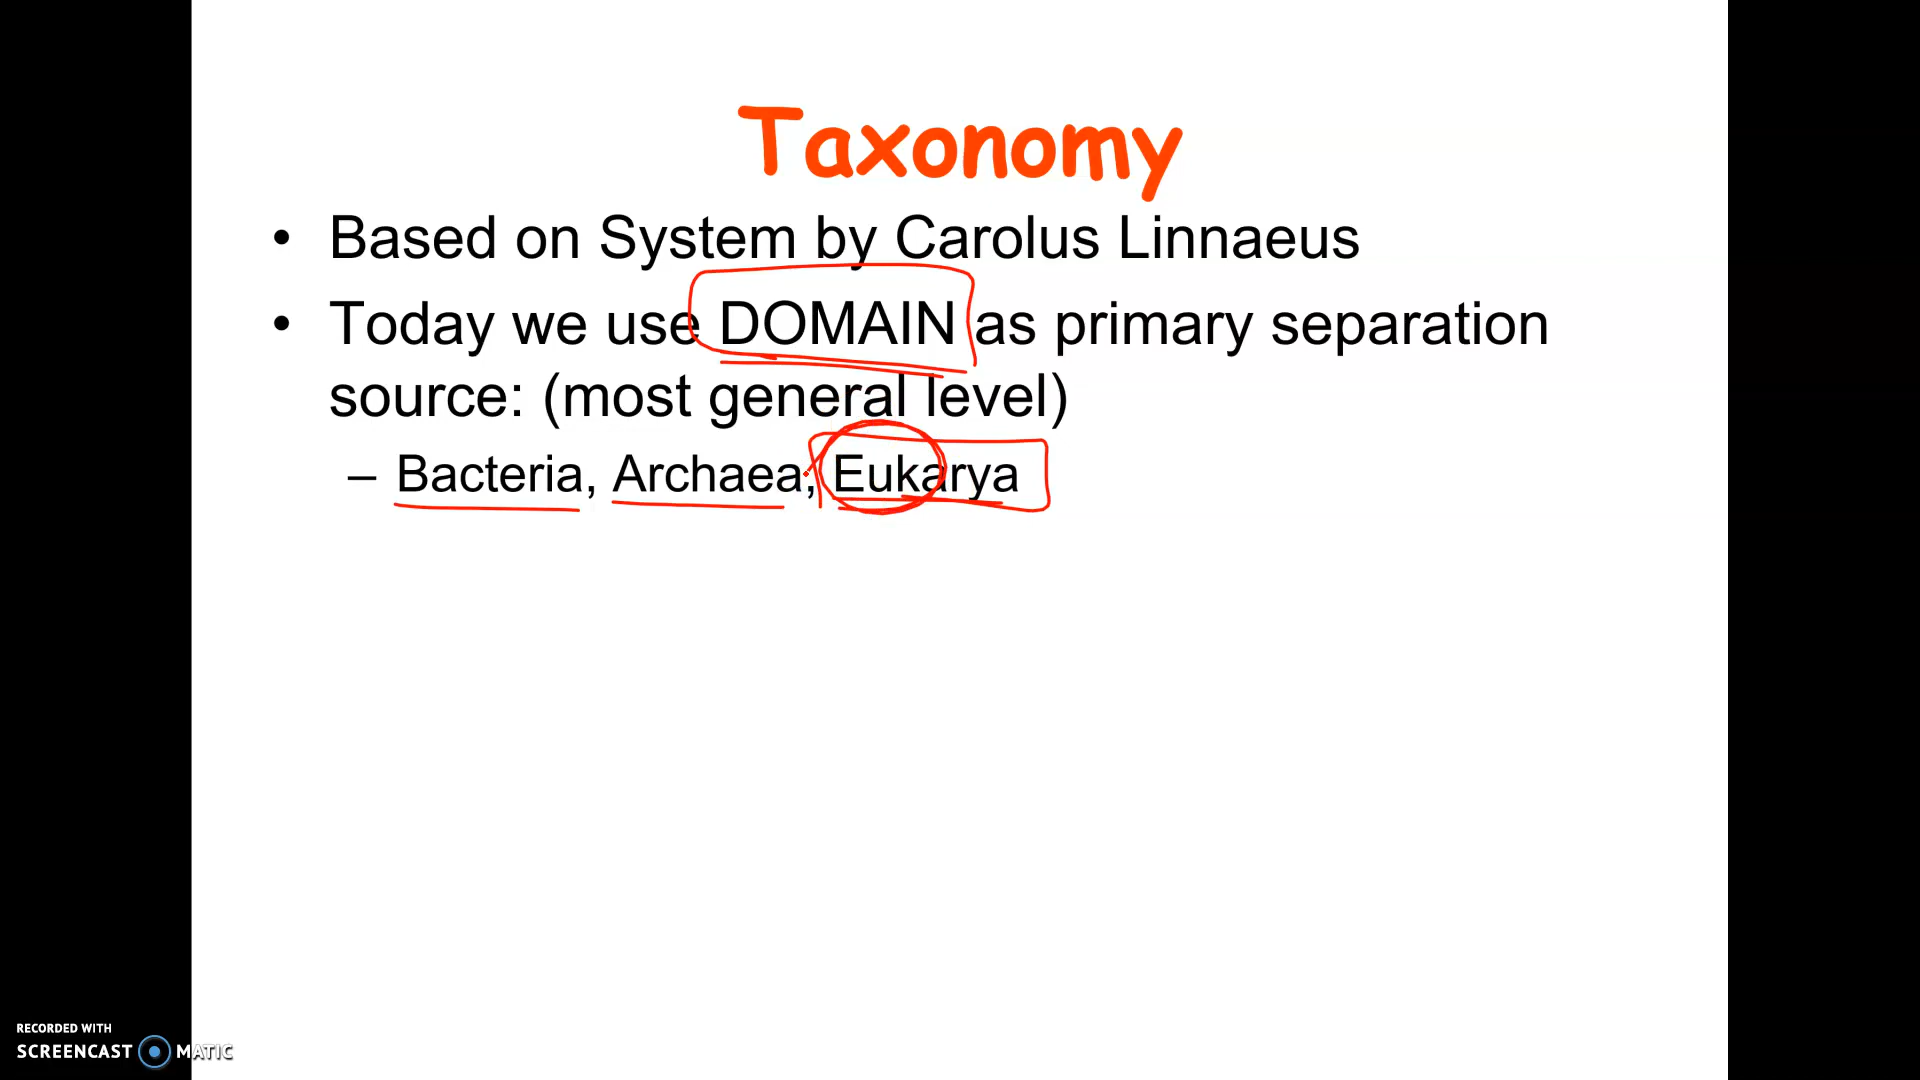 Taxonomy
• Based on System by Carolus Linnaeus
• Today we use DOMAIN as primary separation
source: (most general level)
– Bacteria, Archaea, Eukarya
RECORDED WITH
SCREENCAST MATIC